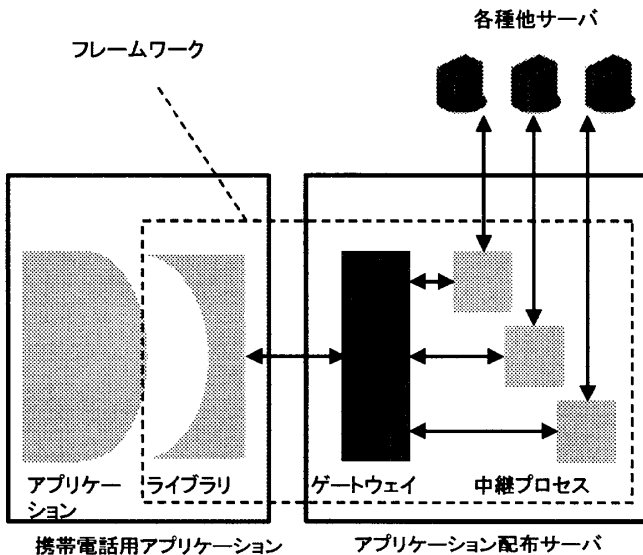 各種他サーバ
フレームワーク
アプリケー
ション
ライブラリ
ゲートウェイ
中継プロセス
携帯電話用アプリケーション
アプリケーション配布サーバ